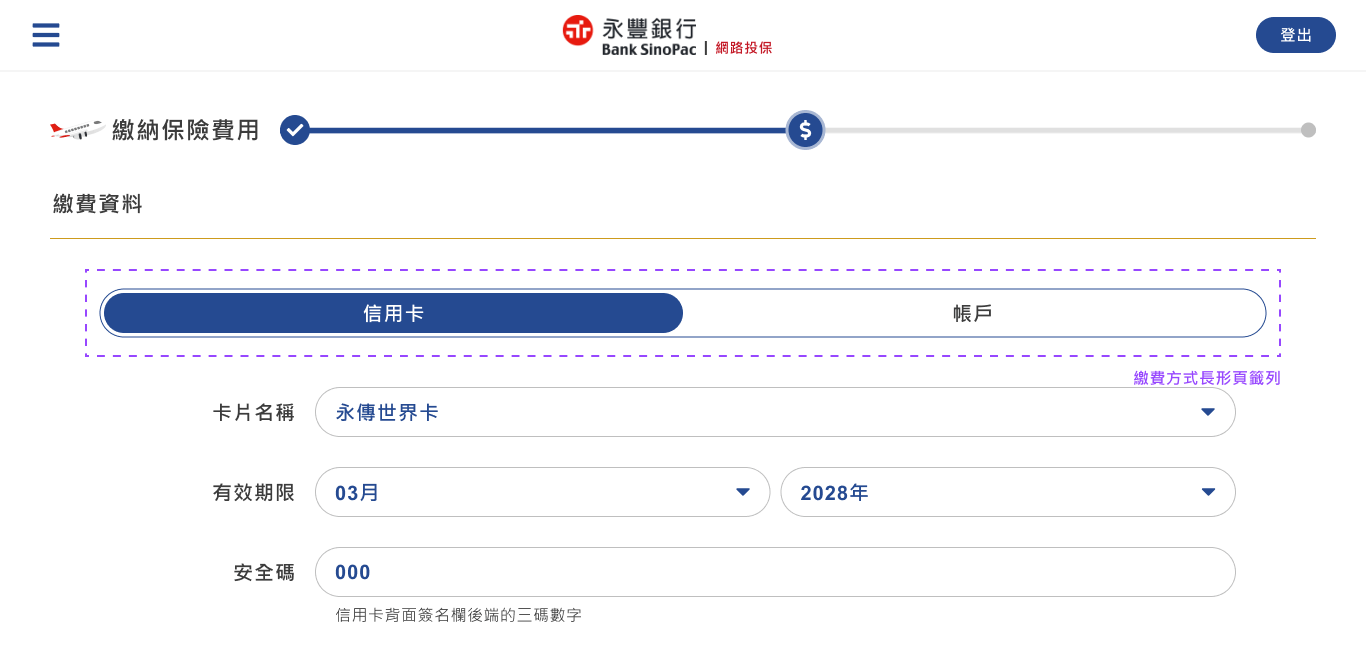 永豐銀行
Bank SinoPac | 網路投保
登出
繳納保險費用
$
繳費資料
信用卡
帳戶
繳費方式長形頁籤列
卡片名稱
永傳世界卡
有效期限
03月
2028年
安全碼
000
信用卡背面簽名欄後端的三碼數字